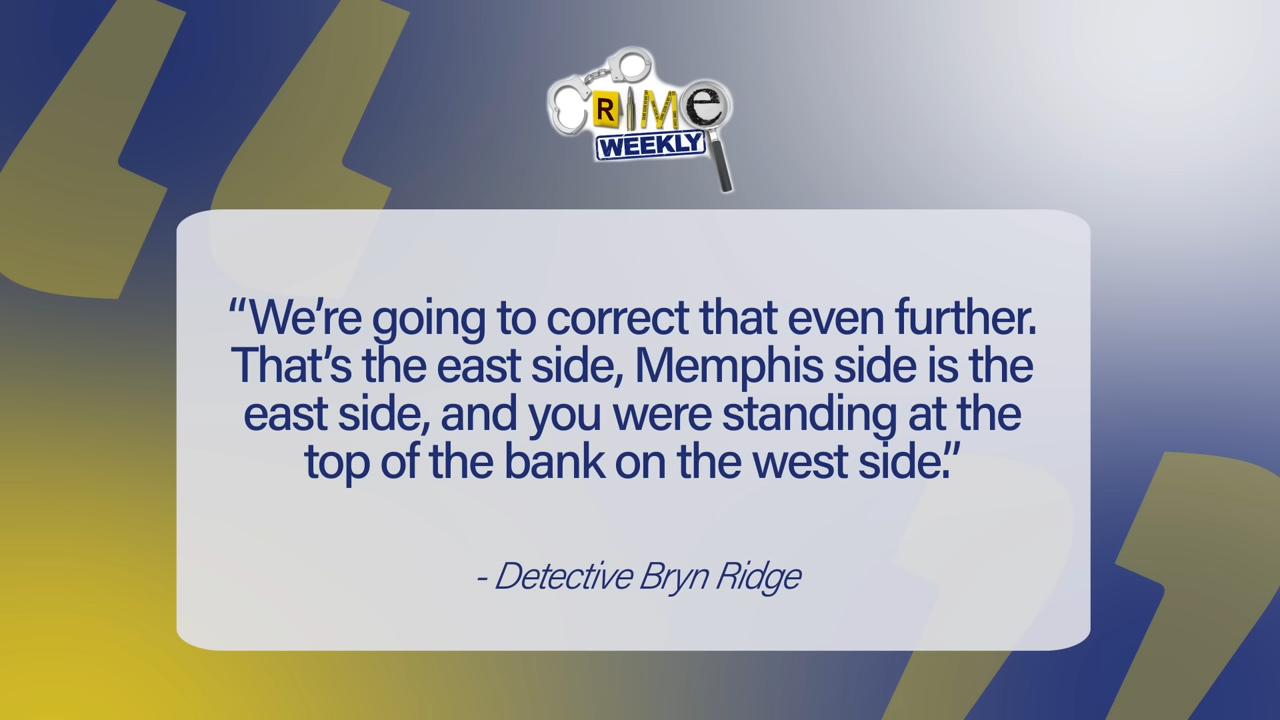 CRIME
WEEKLY
“We’re going to correct that even further.
That’s the east side, Memphis side is the
east side, and you were standing at the
top of the bank on the west side.”
- Detective Bryn Ridge